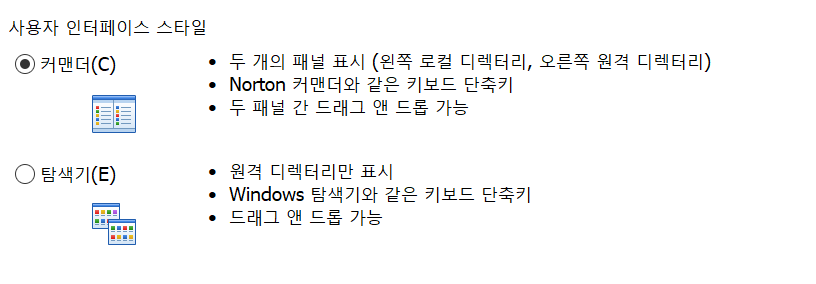 사용자 인터페이스 스타일
커맨더(C)
• 두 개의 패널 표시 (왼쪽 로컬 디렉터리, 오른쪽 원격 디렉터리)
• Norton 커맨더와 같은 키보드 단축키
• 두 패널 간 드래그 앤 드롭 가능
탐색기(E)
• 원격 디렉터리만 표시
• Windows 탐색기와 같은 키보드 단축키
• 드래그 앤 드롭 가능